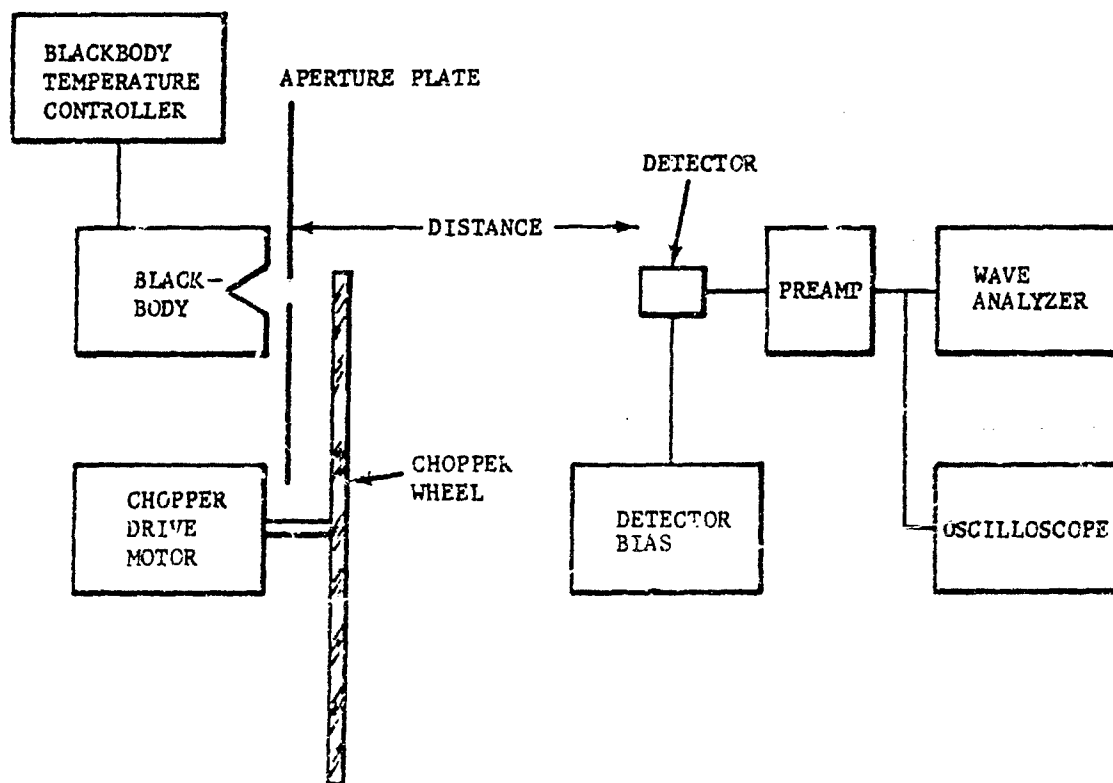 BLACKBODY
TEMPERATURE
CONTROLLER
APERTURE PLATE
DETECTOR
DISTANCE
BLACK-
BODY
PREAMP
WAVE
ANALYZER
CHOPPER
WHEEL
CHOPPER
DRIVE
MOTOR
DETECTOR
BIAS
OSCILLOSCOPE